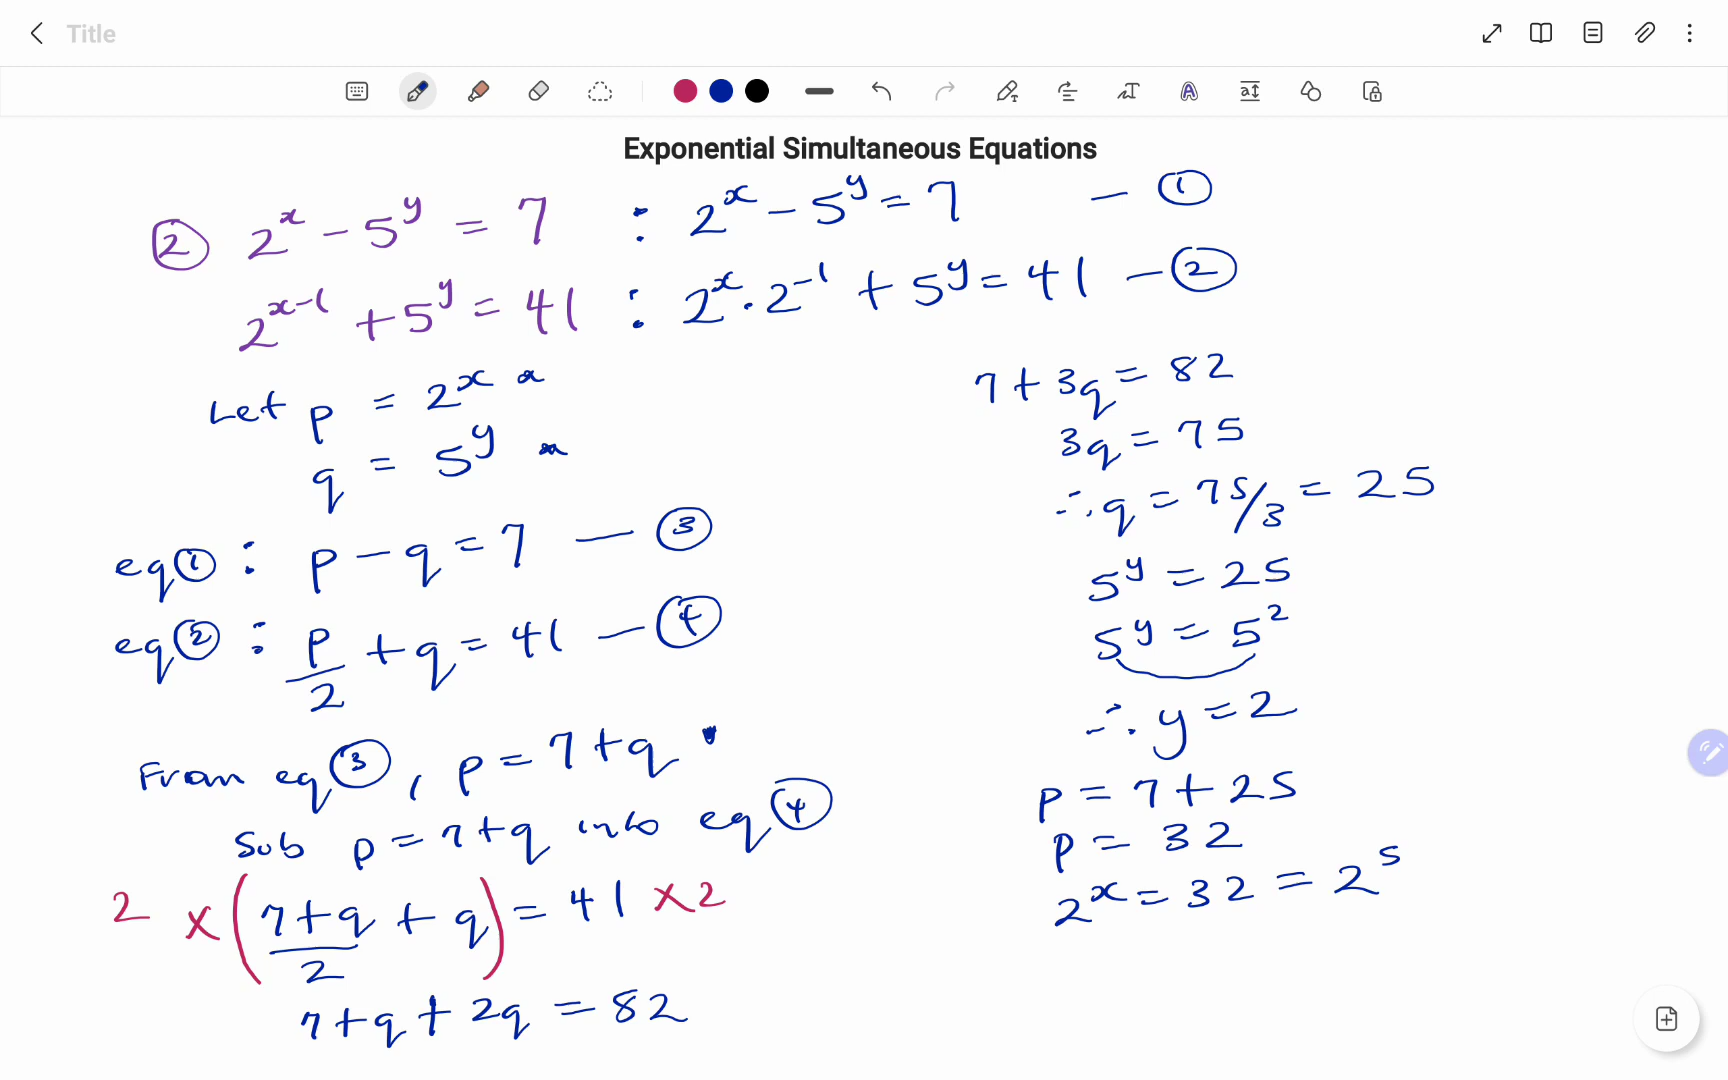 Title
Exponential Simultaneous Equations
② 2^x - 5^y = 7 : 2^x - 5^y = 7 — ①
2^(x-1) + 5^y = 41 : 2^x · 2^-1 + 5^y = 41 — ②
Let p = 2^x
q = 5^y
eq① : p - q = 7 — ③
eq② : p/2 + q = 41 — ④
From eq③, p = 7 + q
Sub p = 7 + q into eq④
2 × ((7 + q)/2 + q) = 41 × 2
7 + q + 2q = 82
7 + 3q = 82
3q = 75
∴ q = 75/3 = 25
5^y = 25
5^y = 5^2
∴ y = 2
p = 7 + 25
p = 32
2^x = 32 = 2^5